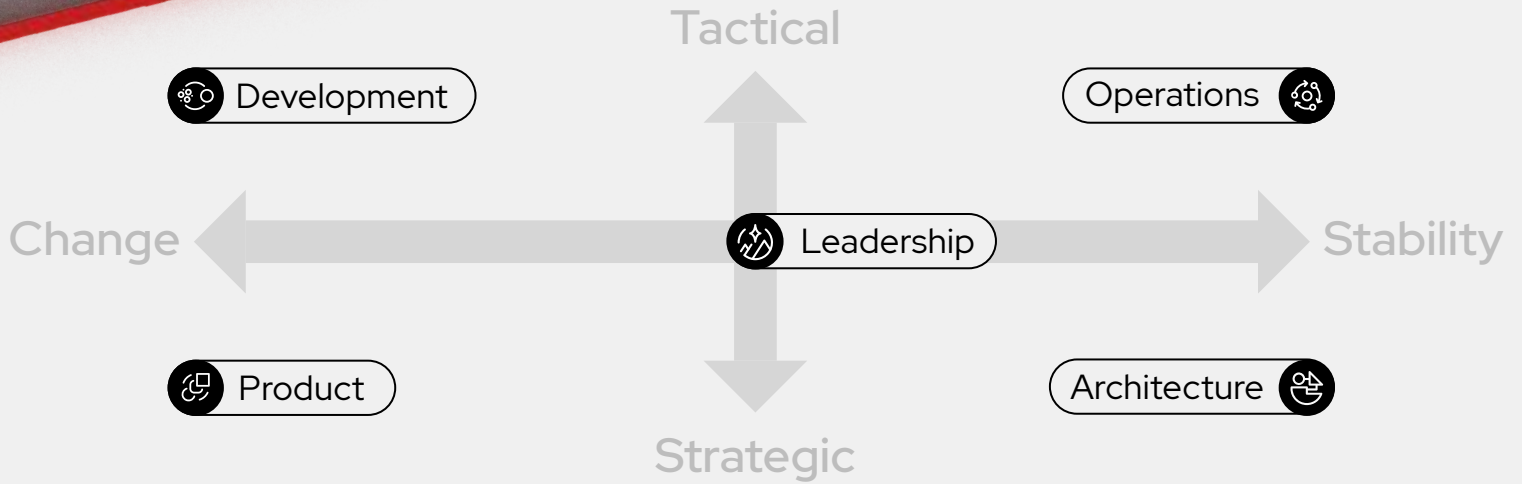 Tactical
Development
Operations
Change
Leadership
Stability
Product
Architecture
Strategic